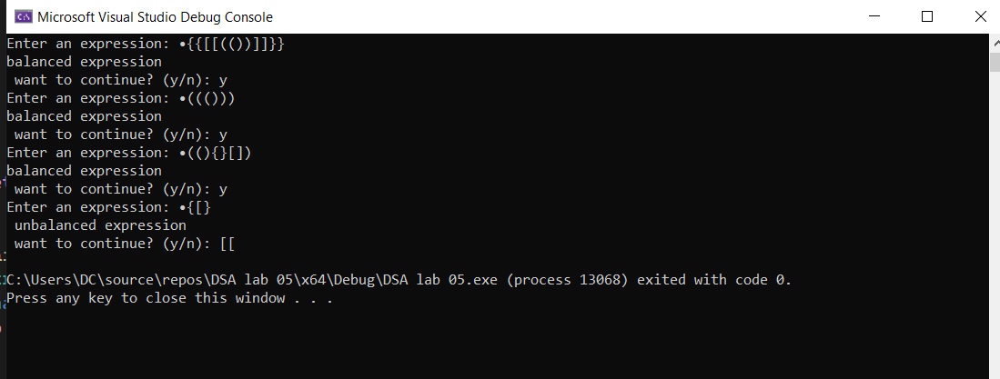 Microsoft Visual Studio Debug Console
Enter an expression: •{{[[(())]]}}
balanced expression
 want to continue? (y/n): y
Enter an expression: •((()))
balanced expression
 want to continue? (y/n): y
Enter an expression: •((){}[])
balanced expression
 want to continue? (y/n): y
Enter an expression: •{[}
 unbalanced expression
 want to continue? (y/n): [[
C:\Users\DC\source\repos\DSA lab 05\x64\Debug\DSA lab 05.exe (process 13068) exited with code 0.
Press any key to close this window . . .